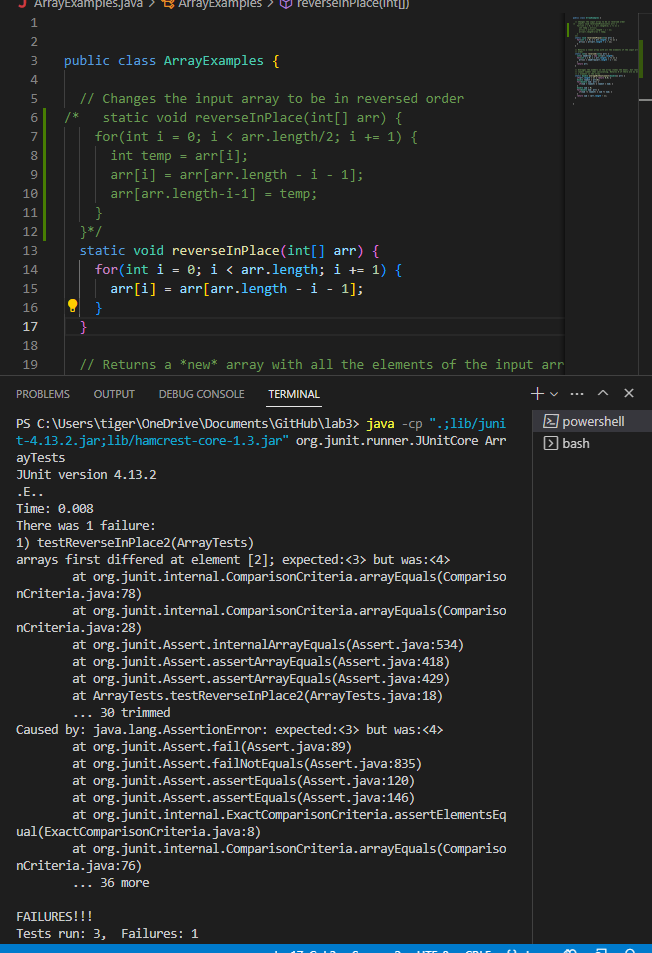 ArrayExamples.java > ArrayExamples > reverseInPlace(int[])
1
2
3 public class ArrayExamples {
4
5 // Changes the input array to be in reversed order
6 /* static void reverseInPlace(int[] arr) {
7 for(int i = 0; i < arr.length/2; i += 1) {
8 int temp = arr[i];
9 arr[i] = arr[arr.length - i - 1];
10 arr[arr.length-i-1] = temp;
11 }
12 }*/
13 static void reverseInPlace(int[] arr) {
14 for(int i = 0; i < arr.length; i += 1) {
15 arr[i] = arr[arr.length - i - 1];
16 }
17 }
18
19 // Returns a *new* array with all the elements of the input arr
PROBLEMS OUTPUT DEBUG CONSOLE TERMINAL
powershell
bash
PS C:\Users\tiger\OneDrive\Documents\GitHub\lab3> java -cp ".;lib/juni
t-4.13.2.jar;lib/hamcrest-core-1.3.jar" org.junit.runner.JUnitCore Arr
ayTests
JUnit version 4.13.2
.E..
Time: 0.008
There was 1 failure:
1) testReverseInPlace2(ArrayTests)
arrays first differed at element [2]; expected:<3> but was:<4>
at org.junit.internal.ComparisonCriteria.arrayEquals(Compariso
nCriteria.java:78)
at org.junit.internal.ComparisonCriteria.arrayEquals(Compariso
nCriteria.java:28)
at org.junit.Assert.internalArrayEquals(Assert.java:534)
at org.junit.Assert.assertArrayEquals(Assert.java:418)
at org.junit.Assert.assertArrayEquals(Assert.java:429)
at ArrayTests.testReverseInPlace2(ArrayTests.java:18)
... 30 trimmed
Caused by: java.lang.AssertionError: expected:<3> but was:<4>
at org.junit.Assert.fail(Assert.java:89)
at org.junit.Assert.failNotEquals(Assert.java:835)
at org.junit.Assert.assertEquals(Assert.java:120)
at org.junit.Assert.assertEquals(Assert.java:146)
at org.junit.internal.ExactComparisonCriteria.assertElementsEq
ual(ExactComparisonCriteria.java:8)
at org.junit.internal.ComparisonCriteria.arrayEquals(Compariso
nCriteria.java:76)
... 36 more
FAILURES!!!
Tests run: 3,  Failures: 1